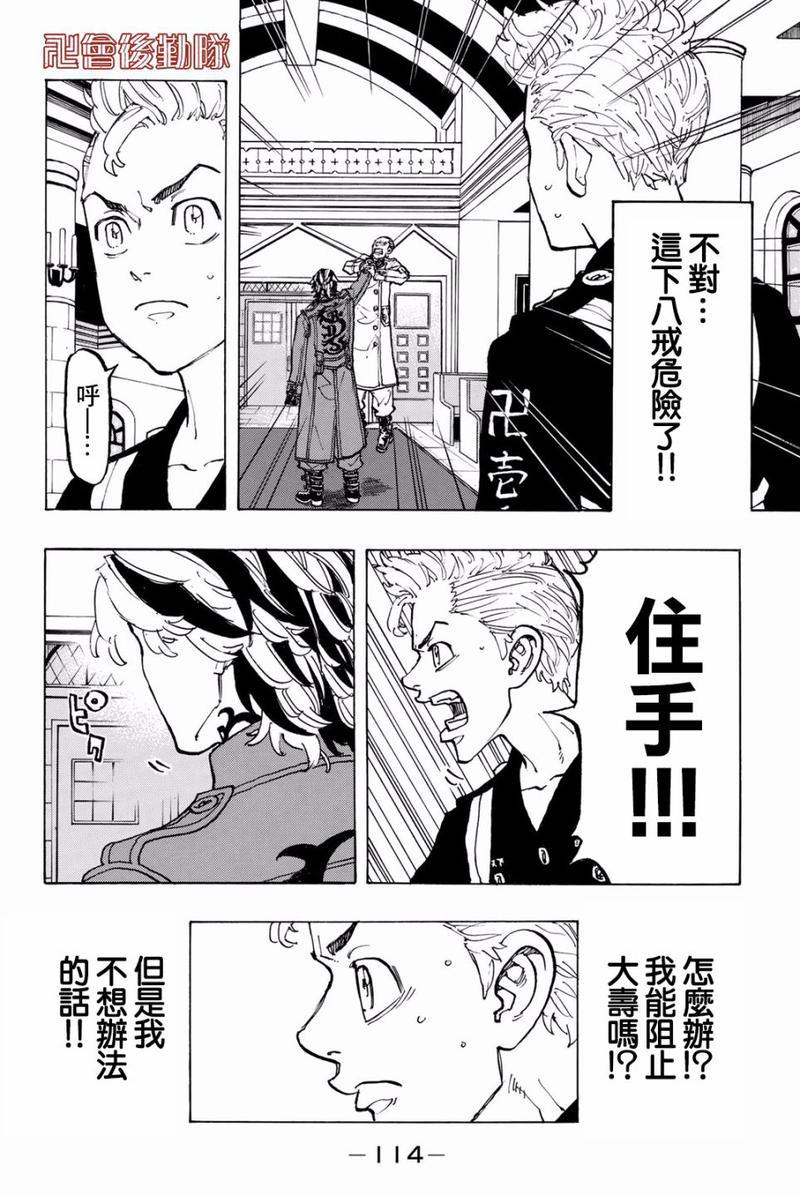 卍會後勤隊
不對…
這下八戒危險了!!
卍壱
呼—…
住手!!!
ピク
怎麼辦!?
我能阻止
大壽嗎!?
但是我
不想辦法
的話!!
—114—